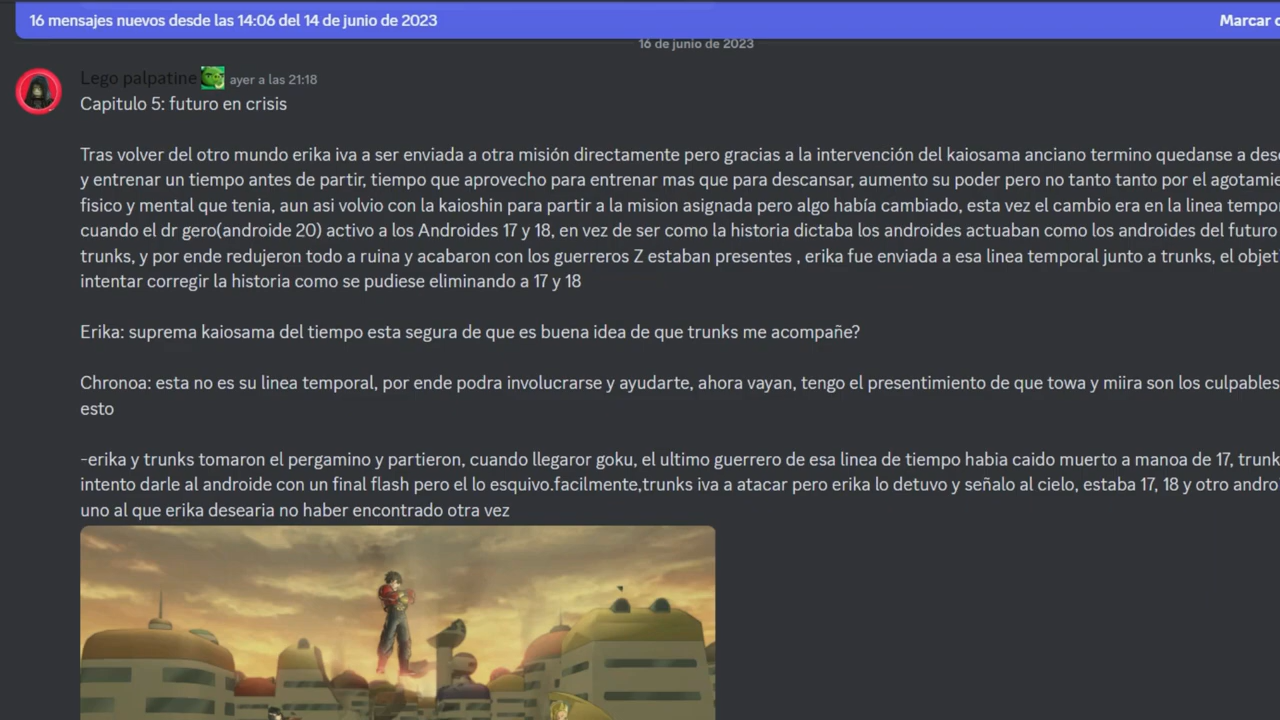 16 mensajes nuevos desde las 14:06 del 14 de junio de 2023 Marcar
16 de junio de 2023
Lego palpatine ayer a las 21:18
Capitulo 5: futuro en crisis
Tras volver del otro mundo erika iva a ser enviada a otra misión directamente pero gracias a la intervención del kaiosama anciano termino quedanse a
y entrenar un tiempo antes de partir, tiempo que aprovecho para entrenar mas que para descansar, aumento su poder pero no tanto tanto por el
fisico y mental que tenia, aun asi volvio con la kaioshin para partir a la mision asignada pero algo había cambiado, esta vez el cambio era en la linea
cuando el dr gero(androide 20) activo a los Androides 17 y 18, en vez de ser como la historia dictaba los androides actuaban como los androides del futuro
trunks, y por ende redujeron todo a ruina y acabaron con los guerreros Z estaban presentes , erika fue enviada a esa linea temporal junto a trunks, el
intentar corregir la historia como se pudiese eliminando a 17 y 18
Erika: suprema kaiosama del tiempo esta segura de que es buena idea de que trunks me acompañe?
Chronoa: esta no es su linea temporal, por ende podra involucrarse y ayudarte, ahora vayan, tengo el presentimiento de que towa y miira son los culpables
esto
-erika y trunks tomaron el pergamino y partieron, cuando llegaror goku, el ultimo guerrero de esa linea de tiempo habia caido muerto a manoa de 17,
intento darle al androide con un final flash pero el lo esquivo.facilmente,trunks iva a atacar pero erika lo detuvo y señalo al cielo, estaba 17, 18 y otro
uno al que erika desearia no haber encontrado otra vez